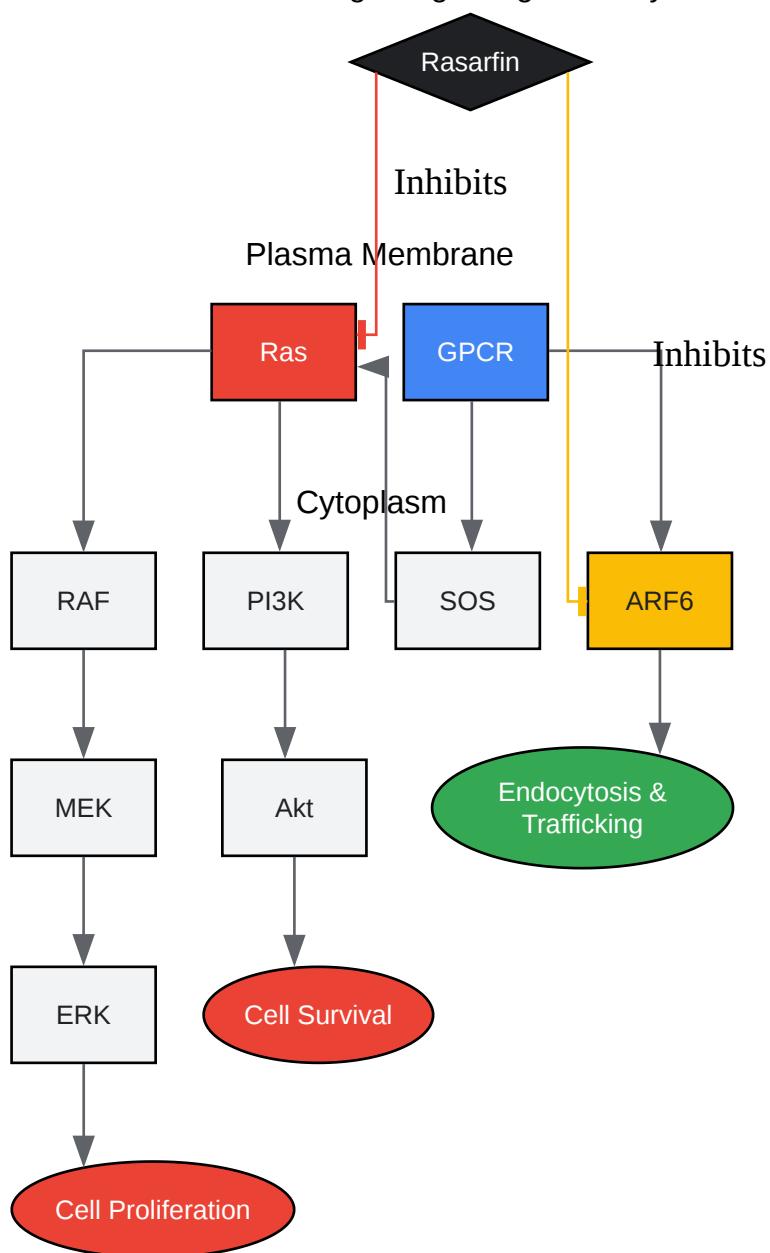 Rasarfin
Inhibits
Plasma Membrane
Ras
GPCR
Inhibits
Cytoplasm
RAF
PI3K
SOS
ARF6
MEK
Akt
Endocytosis &
Trafficking
ERK
Cell Survival
Cell Proliferation